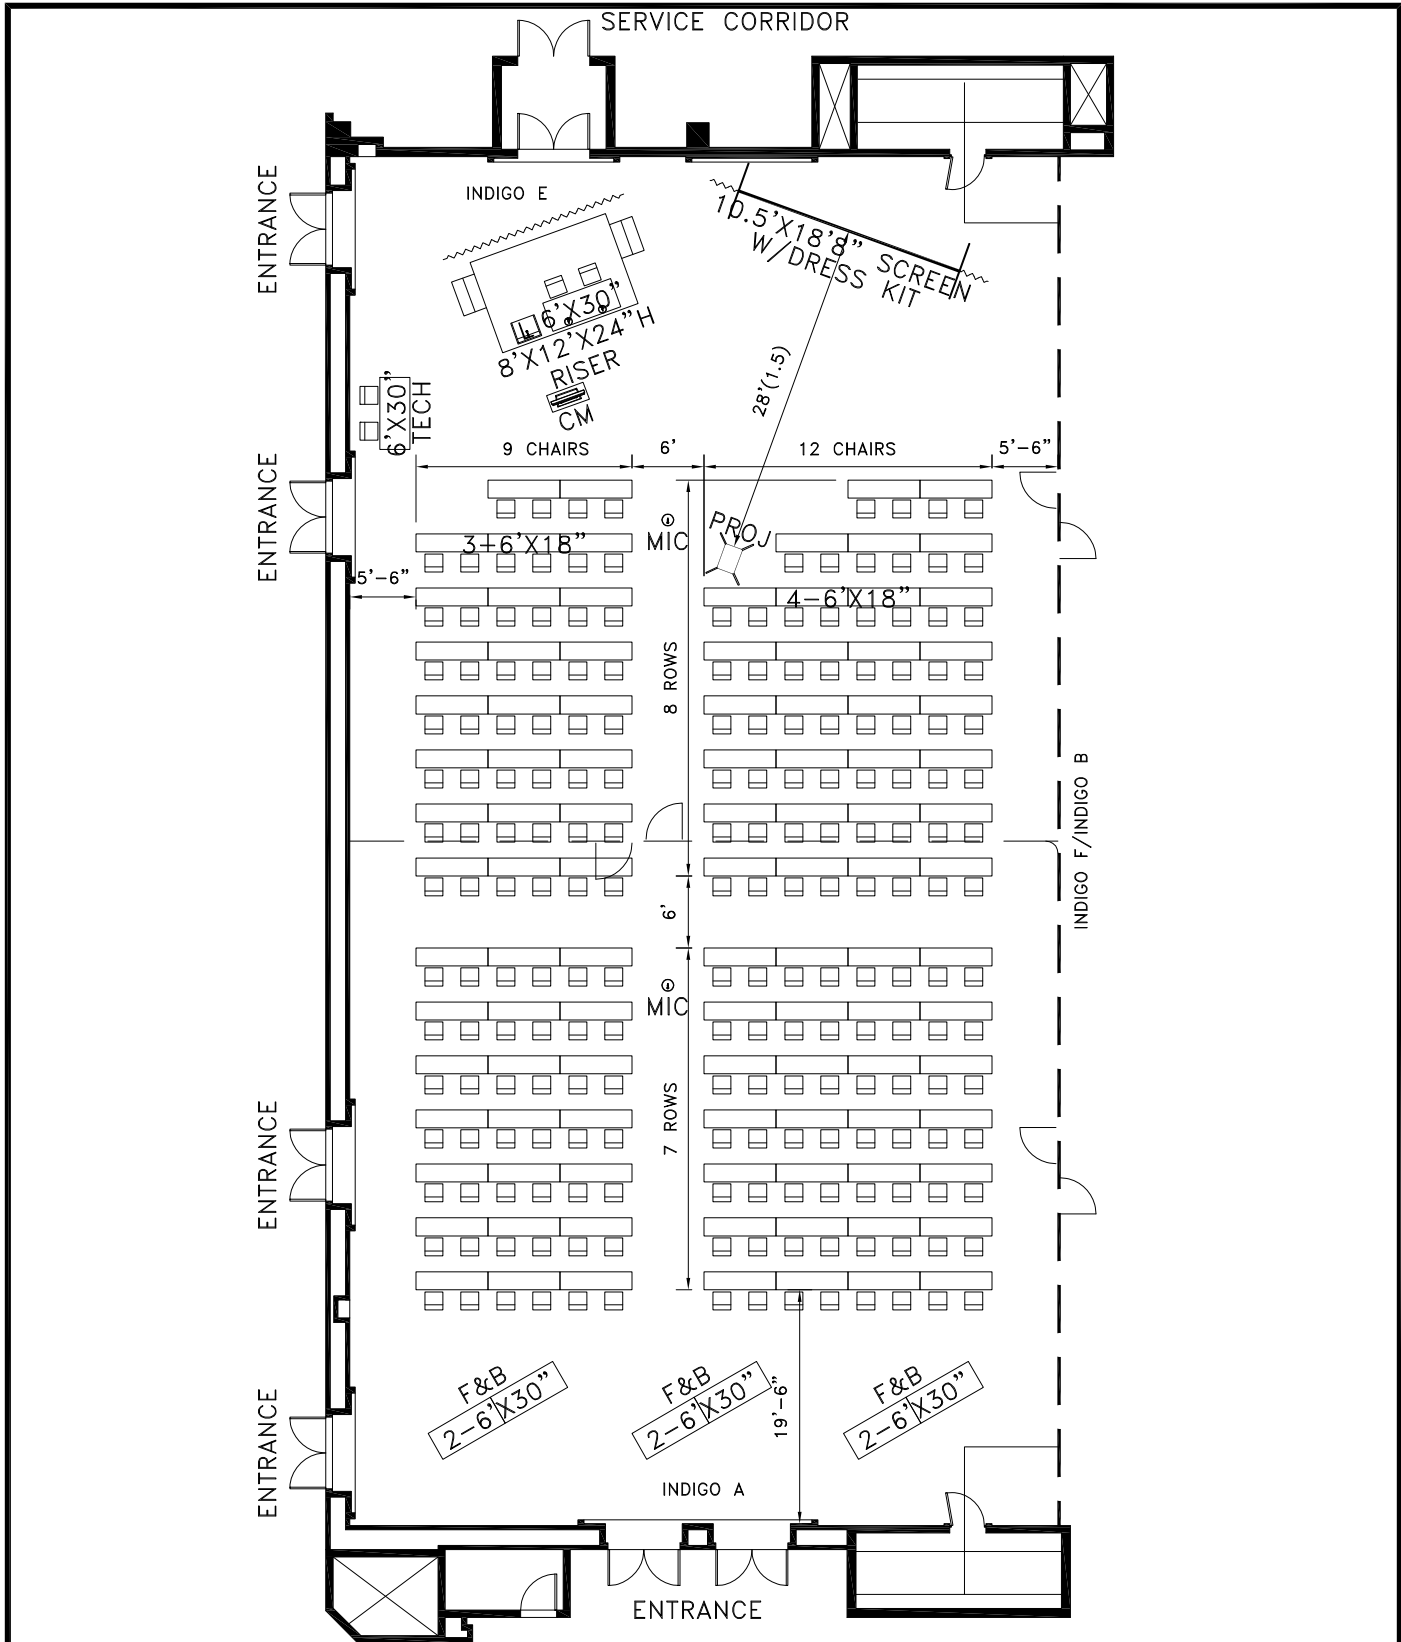 SERVICE CORRIDOR
ENTRANCE
INDIGO E
10.5'X18'8" SCREEN
W/DRESS KIT
6'X30"
8'X12'X24"H
RISER
CM
28'(1.5)
6'X30"
TECH
9 CHAIRS
6'
12 CHAIRS
5'-6"
ENTRANCE
MIC
PROJ
3-6'X18"
5'-6"
4-6'X18"
8 ROWS
INDIGO F/INDIGO B
6'
MIC
7 ROWS
ENTRANCE
F&B
2-6'X30"
F&B
2-6'X30"
F&B
2-6'X30"
19'-6"
ENTRANCE
INDIGO A
ENTRANCE